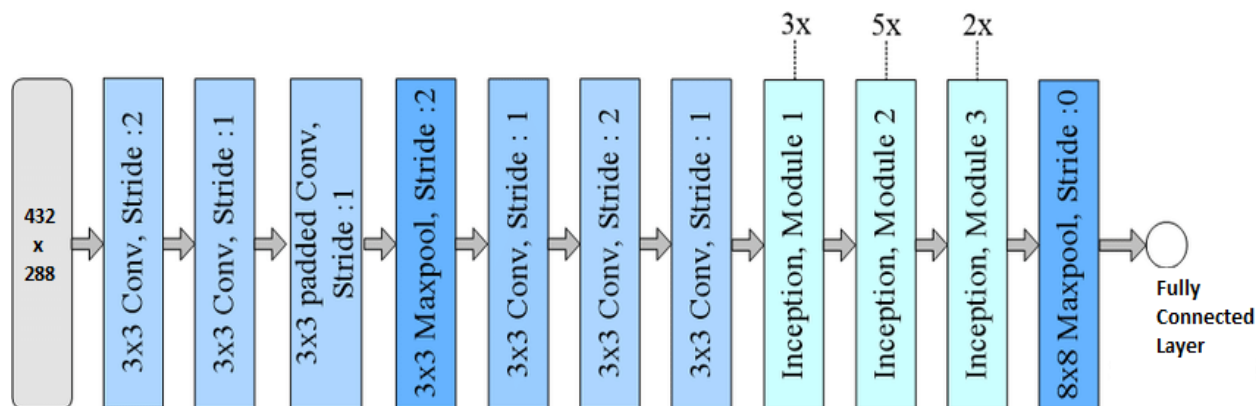 3x
5x
2x
432
x
288
3x3 Conv, Stride :2
3x3 Conv, Stride :1
3x3 padded Conv,
Stride :1
3x3 Maxpool, Stride :2
3x3 Conv, Stride : 1
3x3 Conv, Stride : 2
3x3 Conv, Stride : 1
Inception, Module 1
Inception, Module 2
Inception, Module 3
8x8 Maxpool, Stride :0
Fully
Connected
Layer